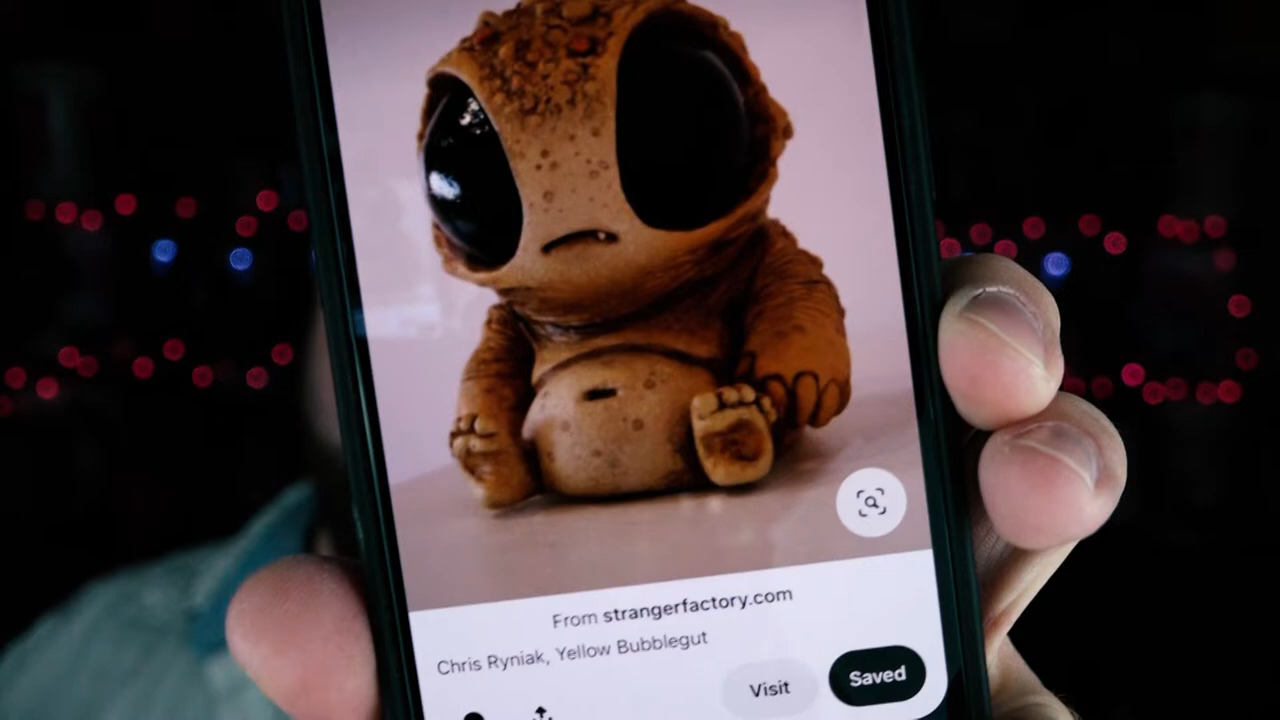 From strangerfactory.com
Chris Ryniak, Yellow Bubblegut
Visit
Saved